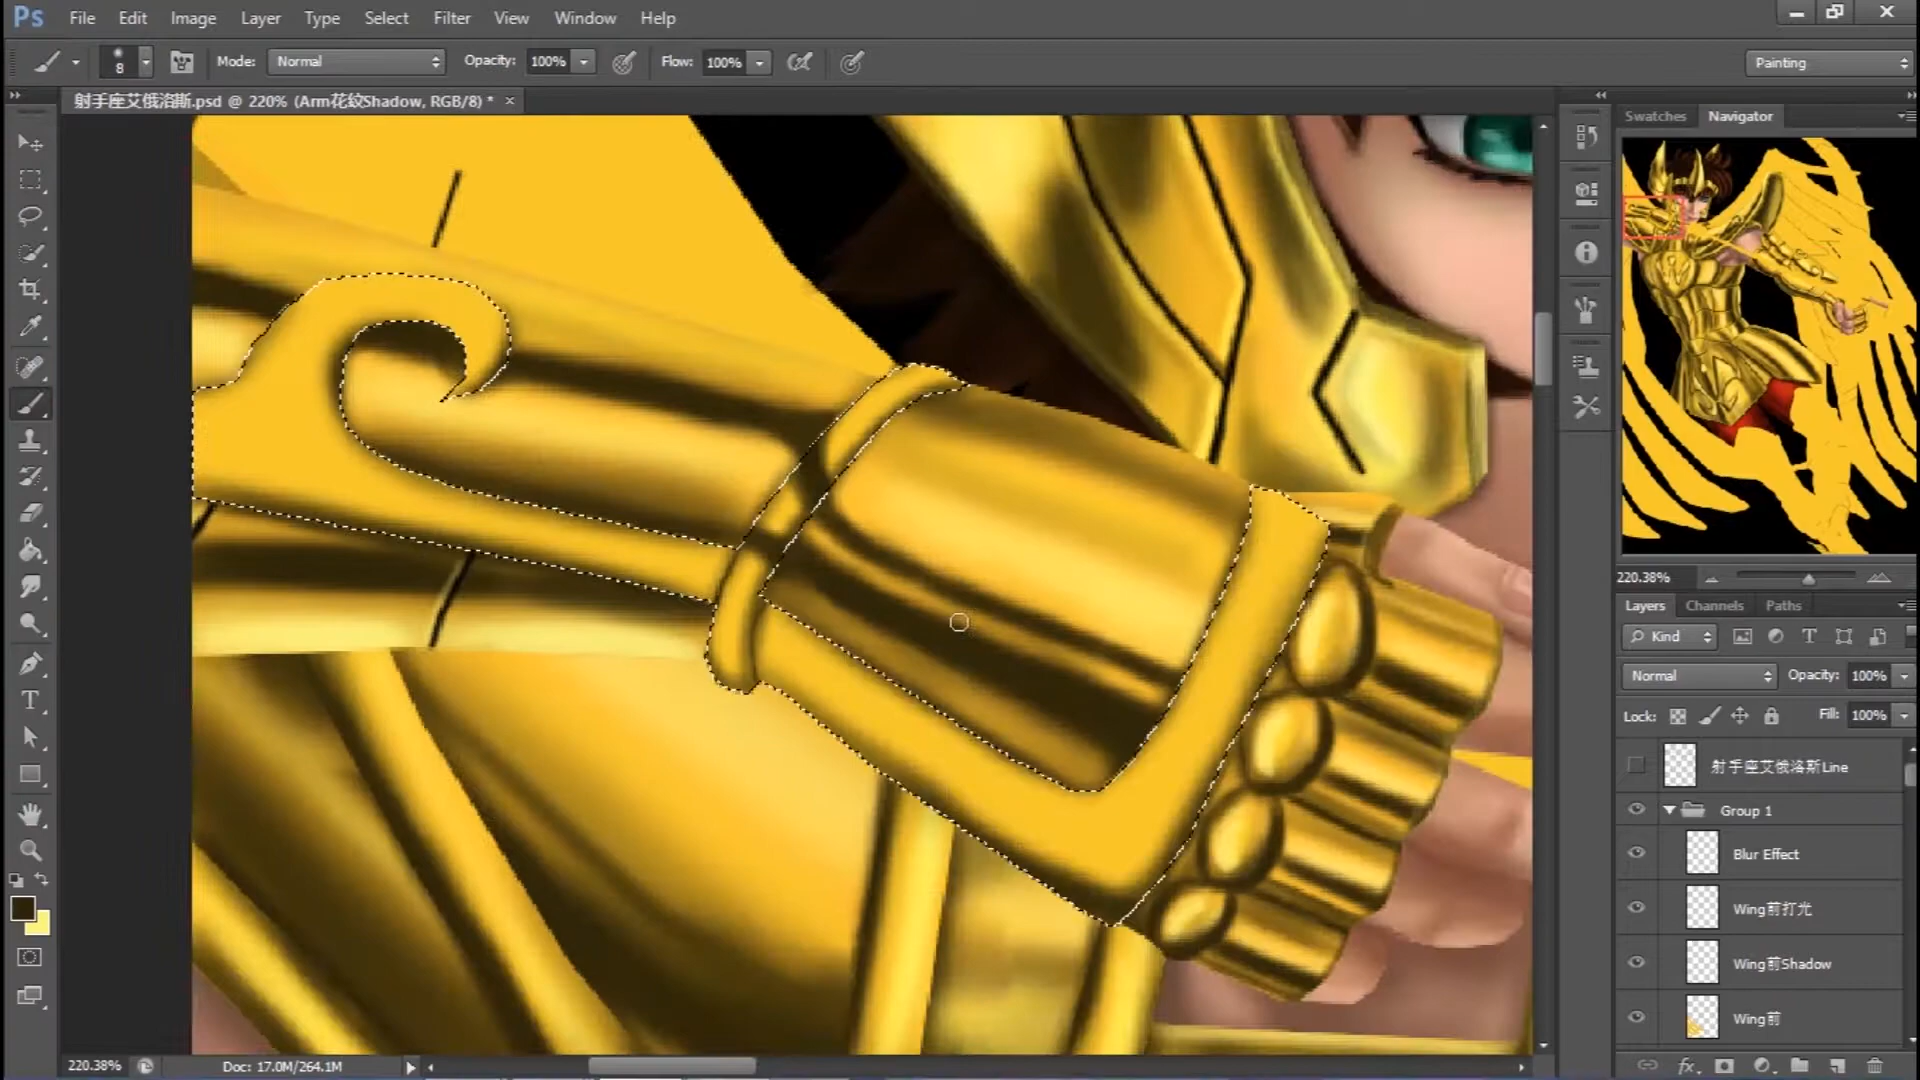 Ps File Edit Image Layer Type Select Filter View Window Help
8 Mode: Normal Opacity: 100% Flow: 100% Painting
射手座艾俄洛斯.psd @ 220% (Arm花纹Shadow, RGB/8) *
Swatches Navigator
220.38%
Layers Channels Paths
Kind
Normal Opacity: 100%
Lock: Fill: 100%
射手座艾俄洛斯Line
Group 1
Blur Effect
Wing前打光
Wing前Shadow
Wing前
220.38% Doc: 17.0M/264.1M